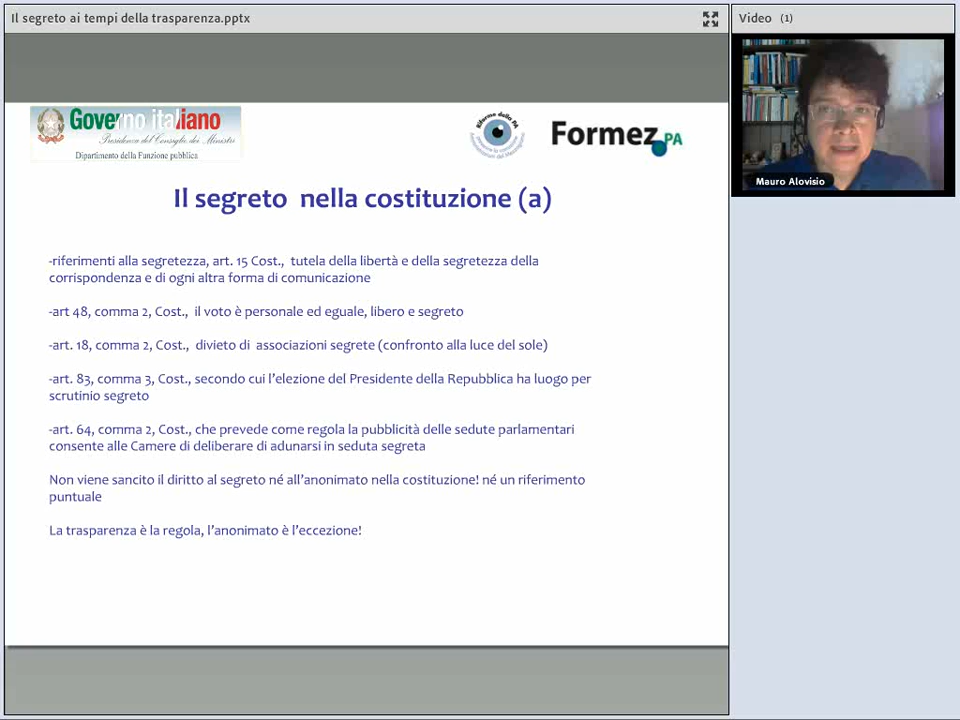 Il segreto ai tempi della trasparenza.pptx
Video (1)
Governo italiano
Presidenza del Consiglio dei Ministri
Dipartimento della Funzione pubblica
Riforma della PA
Formez PA
Mauro Alovisio
Il segreto nella costituzione (a)
-riferimenti alla segretezza, art. 15 Cost., tutela della libertà e della segretezza della
corrispondenza e di ogni altra forma di comunicazione
-art 48, comma 2, Cost., il voto è personale ed eguale, libero e segreto
-art. 18, comma 2, Cost., divieto di associazioni segrete (confronto alla luce del sole)
-art. 83, comma 3, Cost., secondo cui l'elezione del Presidente della Repubblica ha luogo per
scrutinio segreto
-art. 64, comma 2, Cost., che prevede come regola la pubblicità delle sedute parlamentari
consente alle Camere di deliberare di adunarsi in seduta segreta
Non viene sancito il diritto al segreto né all'anonimato nella costituzione! né un riferimento
puntuale
La trasparenza è la regola, l'anonimato è l'eccezione!